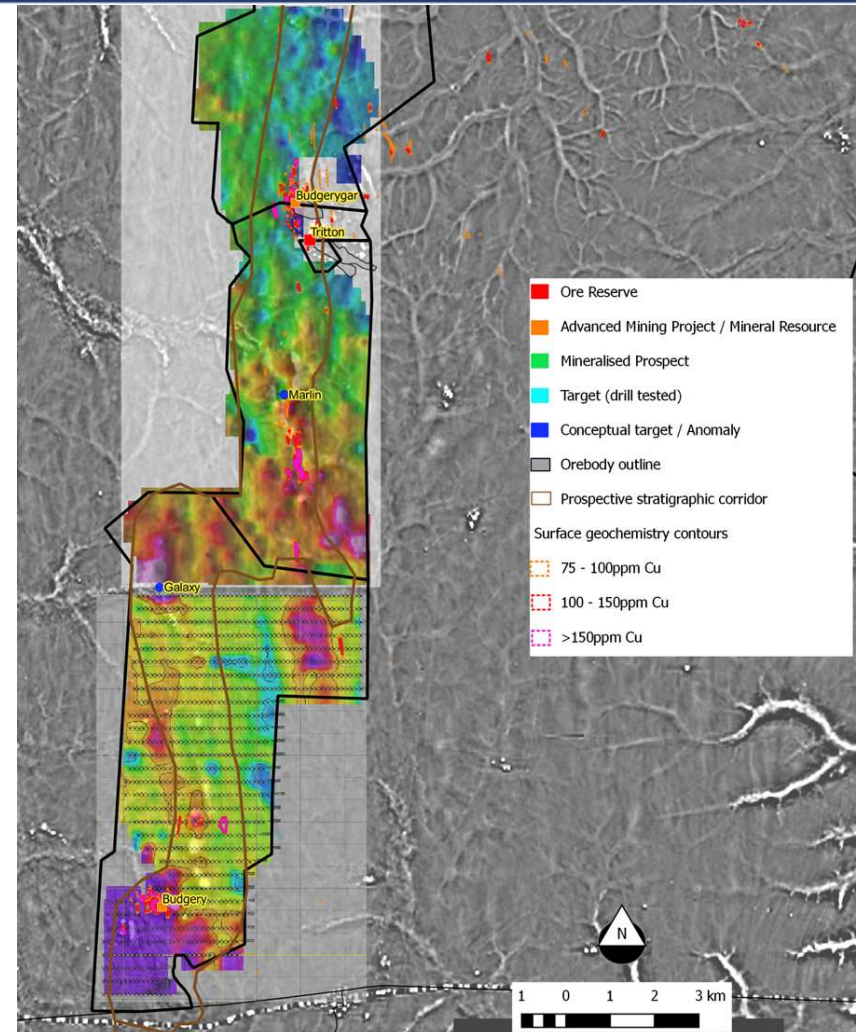 Budgerygar
Tritton
Ore Reserve
Advanced Mining Project / Mineral Resource
Mineralised Prospect
Target (drill tested)
Marlin
Conceptual target / Anomaly
Orebody outline
Prospective stratigraphic corridor
Surface geochemistry contours
75 - 100ppm Cu
Galaxy
100 - 150ppm Cu
>150ppm Cu
Budgery
N
1 0 1 2 3 km